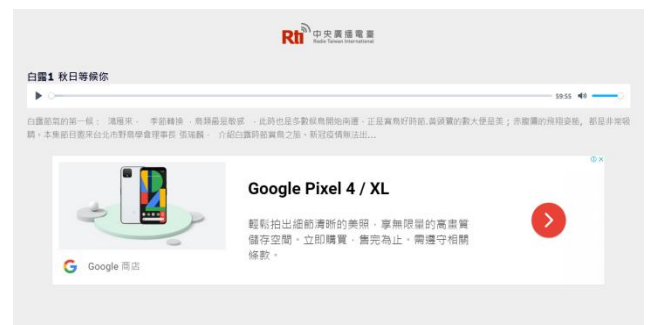 Rti 中央廣播電臺
Radio Taiwan International
白露1 秋日等候你
59:55
白露節氣的第一候： 鴻雁來， 季節轉換 ，鳥類最是敏感 ，此時也是多數候鳥開始南遷，正是賞鳥好時節,黃頭鷺的數大便是美；赤腹鷹的飛翔姿態，都是非常吸
睛，本集節目邀來台北市野鳥學會理事長 張瑞麟， 介紹白露時節賞鳥之旅。新冠疫情無法出...
Google Pixel 4 / XL
輕鬆拍出細節清晰的美照，享無限量的高畫質
儲存空間。立即購買，售完為止。需遵守相關
條款。
Google 商店